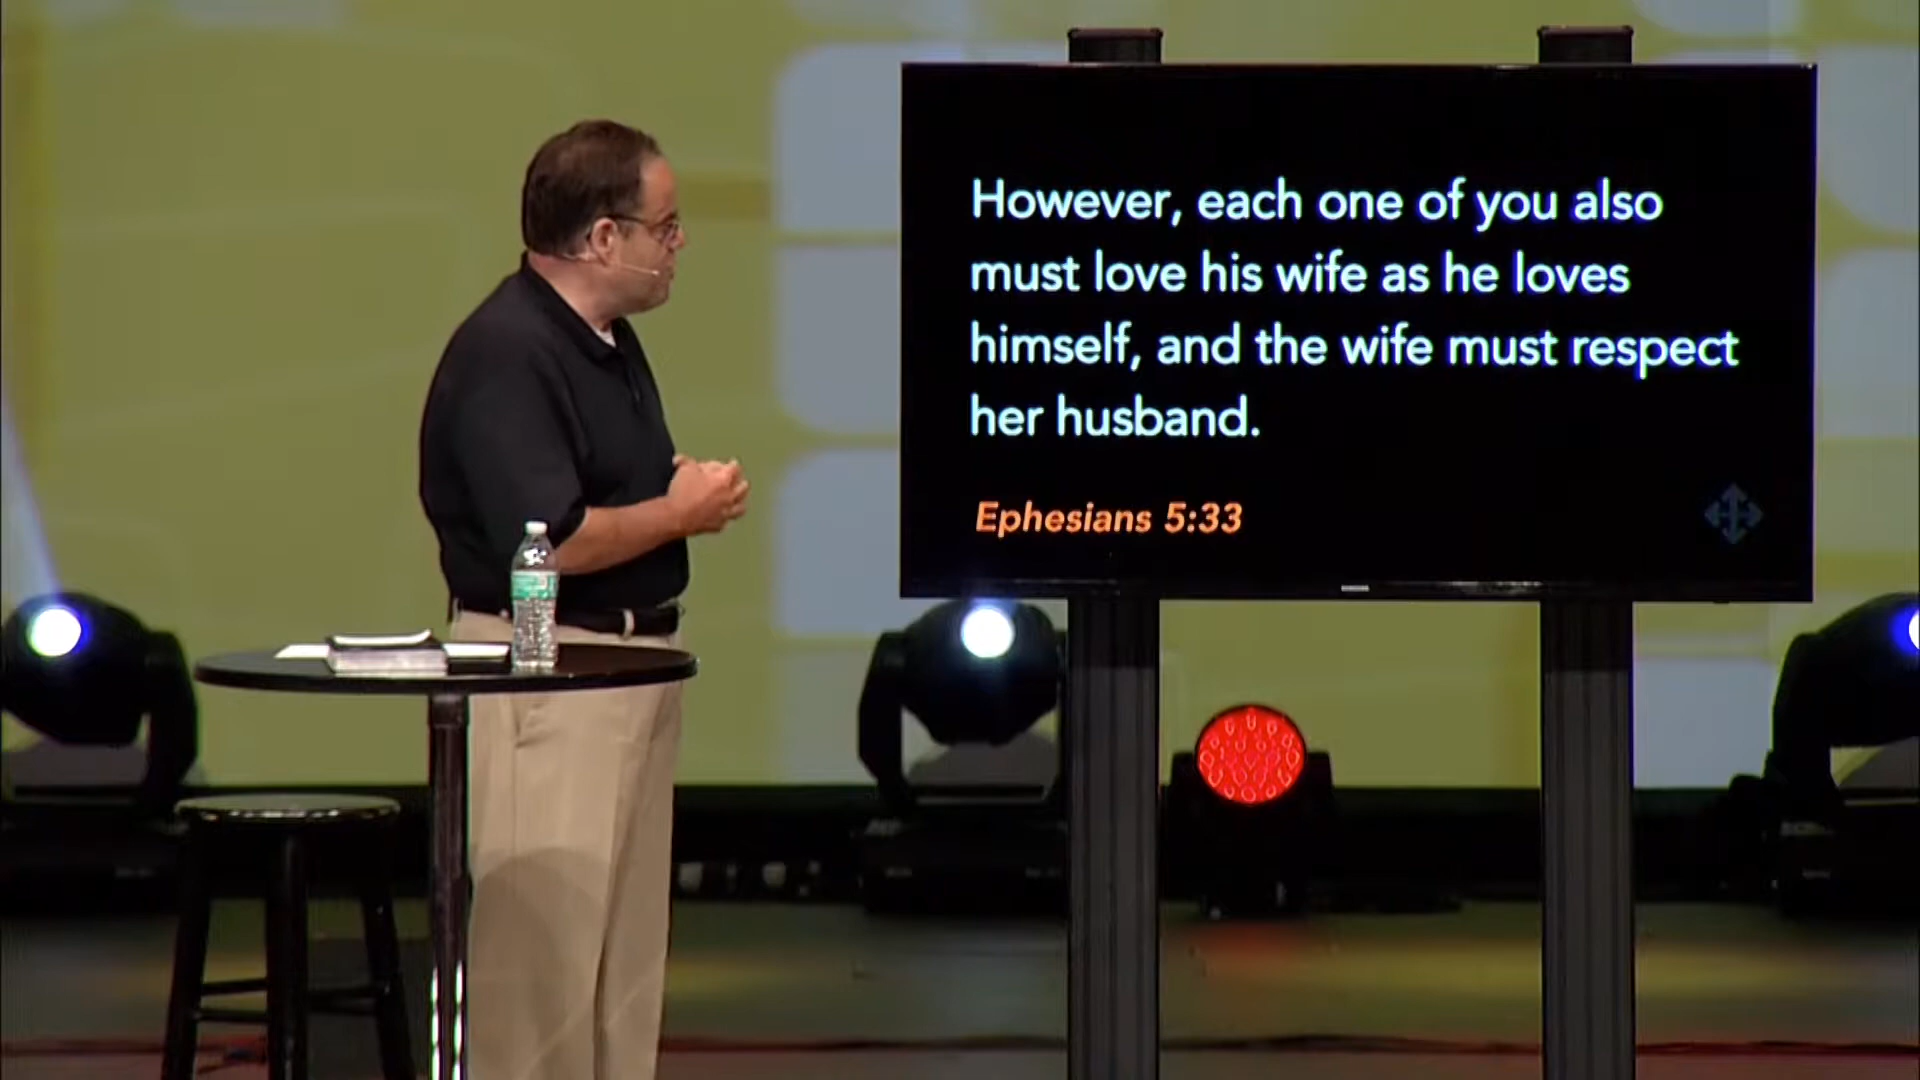 However, each one of you also
must love his wife as he loves
himself, and the wife must respect
her husband.
Ephesians 5:33